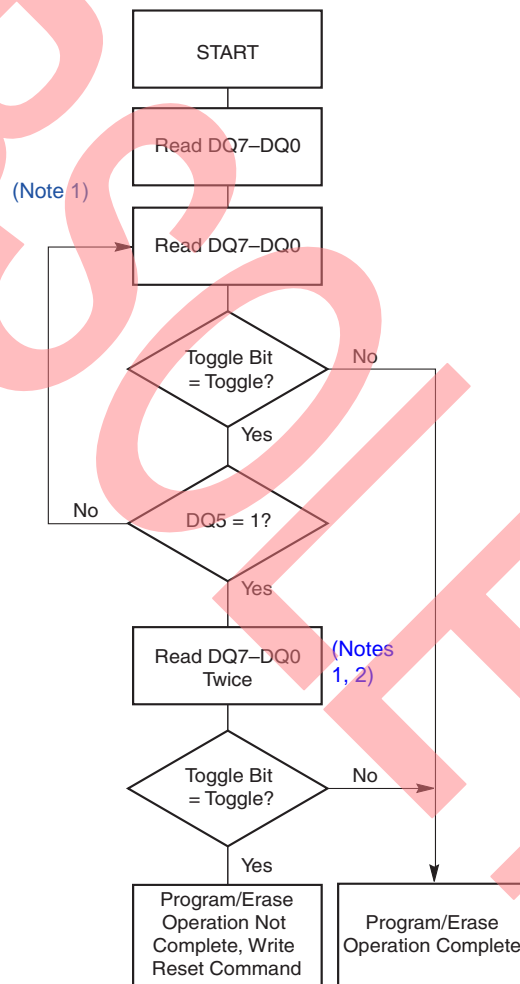 START
Read DQ7–DQ0
(Note 1)
Read DQ7–DQ0
Toggle Bit
= Toggle?
No
Yes
DQ5 = 1?
No
Yes
Read DQ7–DQ0
Twice
(Notes
1, 2)
Toggle Bit
= Toggle?
No
Yes
Program/Erase
Operation Not
Complete, Write
Reset Command
Program/Erase
Operation Complete